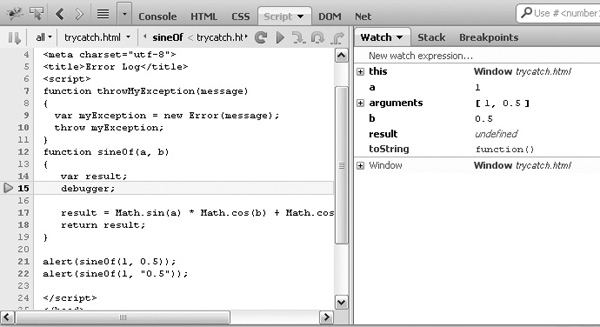 Console HTML CSS Script DOM Net
Use # <number
all trycatch.html sineOf < trycatch.ht
Watch Stack Breakpoints
New watch expression...
4 <meta charset="utf-8">
5 <title>Error Log</title>
6 <script>
7 function throwMyException(message)
8 {
9 var myException = new Error(message);
10 throw myException;
11 }
12 function sineOf(a, b)
13 {
14 var result;
15 debugger;
16
17 result = Math.sin(a) * Math.cos(b) + Math.cos
18 return result;
19 }
20
21 alert(sineOf(1, 0.5));
22 alert(sineOf(1, "0.5"));
23
24 </script>
25 </head>
this Window trycatch.html
a 1
arguments [ 1, 0.5 ]
b 0.5
result undefined
toString function()
Window Window trycatch.html